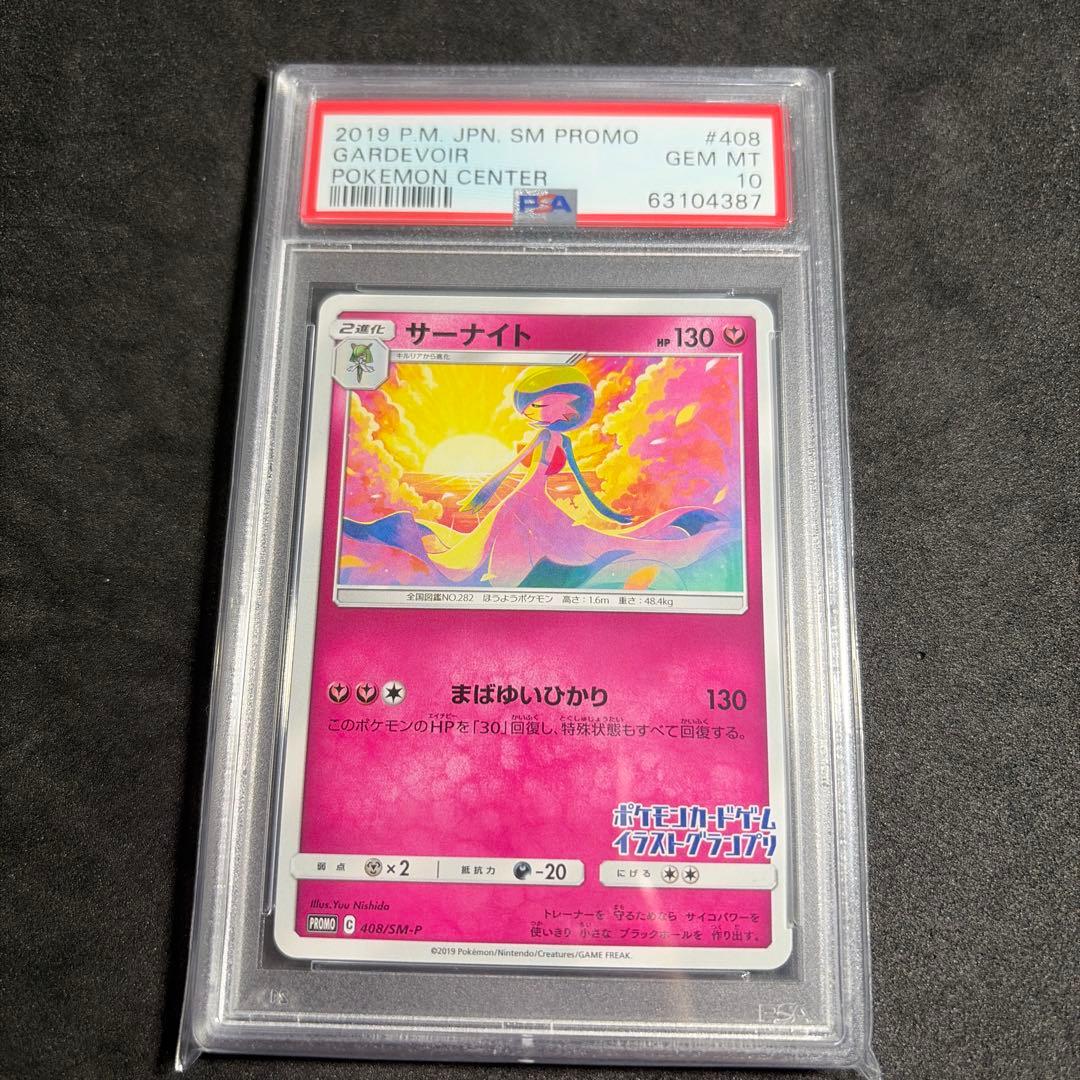 2019 P.M. JPN. SM PROMO #408
GARDEVOIR GEM MT
POKEMON CENTER 10
PSA 63104387
2進化 サーナイト HP 130
キルリアから進化
全国図鑑NO.282 ほうようポケモン 高さ:1.6m 重さ:48.4kg
まばゆいひかり 130
このポケモンのHPを「30」回復し、特殊状態もすべて回復する。
ポケモンカードゲーム
イラストグランプリ
弱点 ×2 抵抗力 -20 にげる
Illus.Yuu Nishida
トレーナーを 守るためなら サイコパワーを
PROMO C 408/SM-P 使いきり 小さな ブラックホールを 作り出す。
©2019 Pokémon/Nintendo/Creatures/GAME FREAK.
PSA